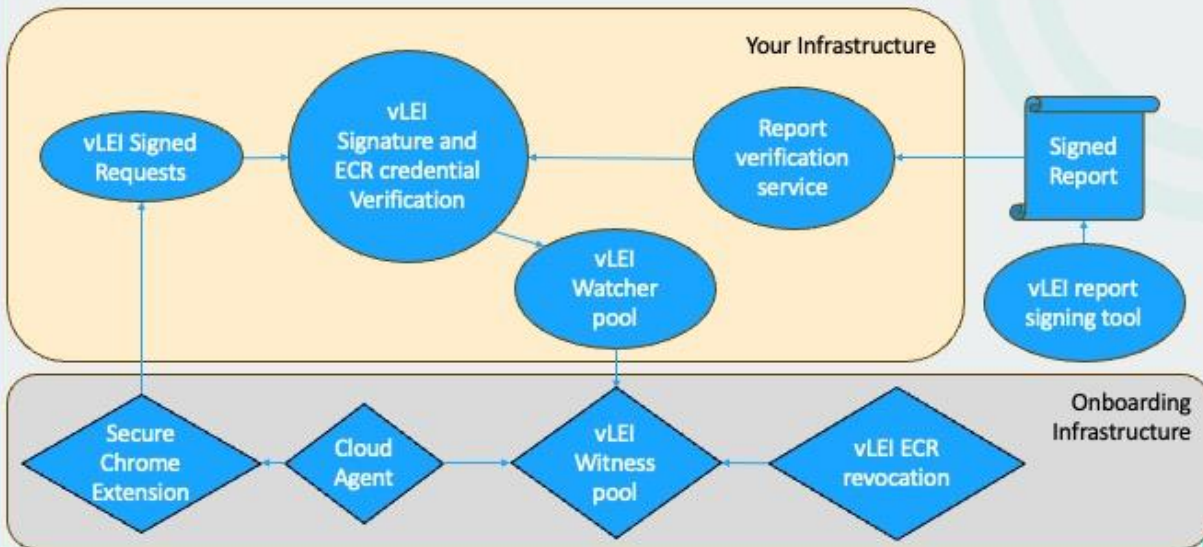 Your Infrastructure
vLEI Signed
Requests
vLEI
Signature and
ECR credential
Verification
Report
verification
service
Signed
Report
vLEI
Watcher
pool
vLEI report
signing tool
Onboarding
Infrastructure
Secure
Chrome
Extension
Cloud
Agent
vLEI
Witness
pool
vLEI ECR
revocation